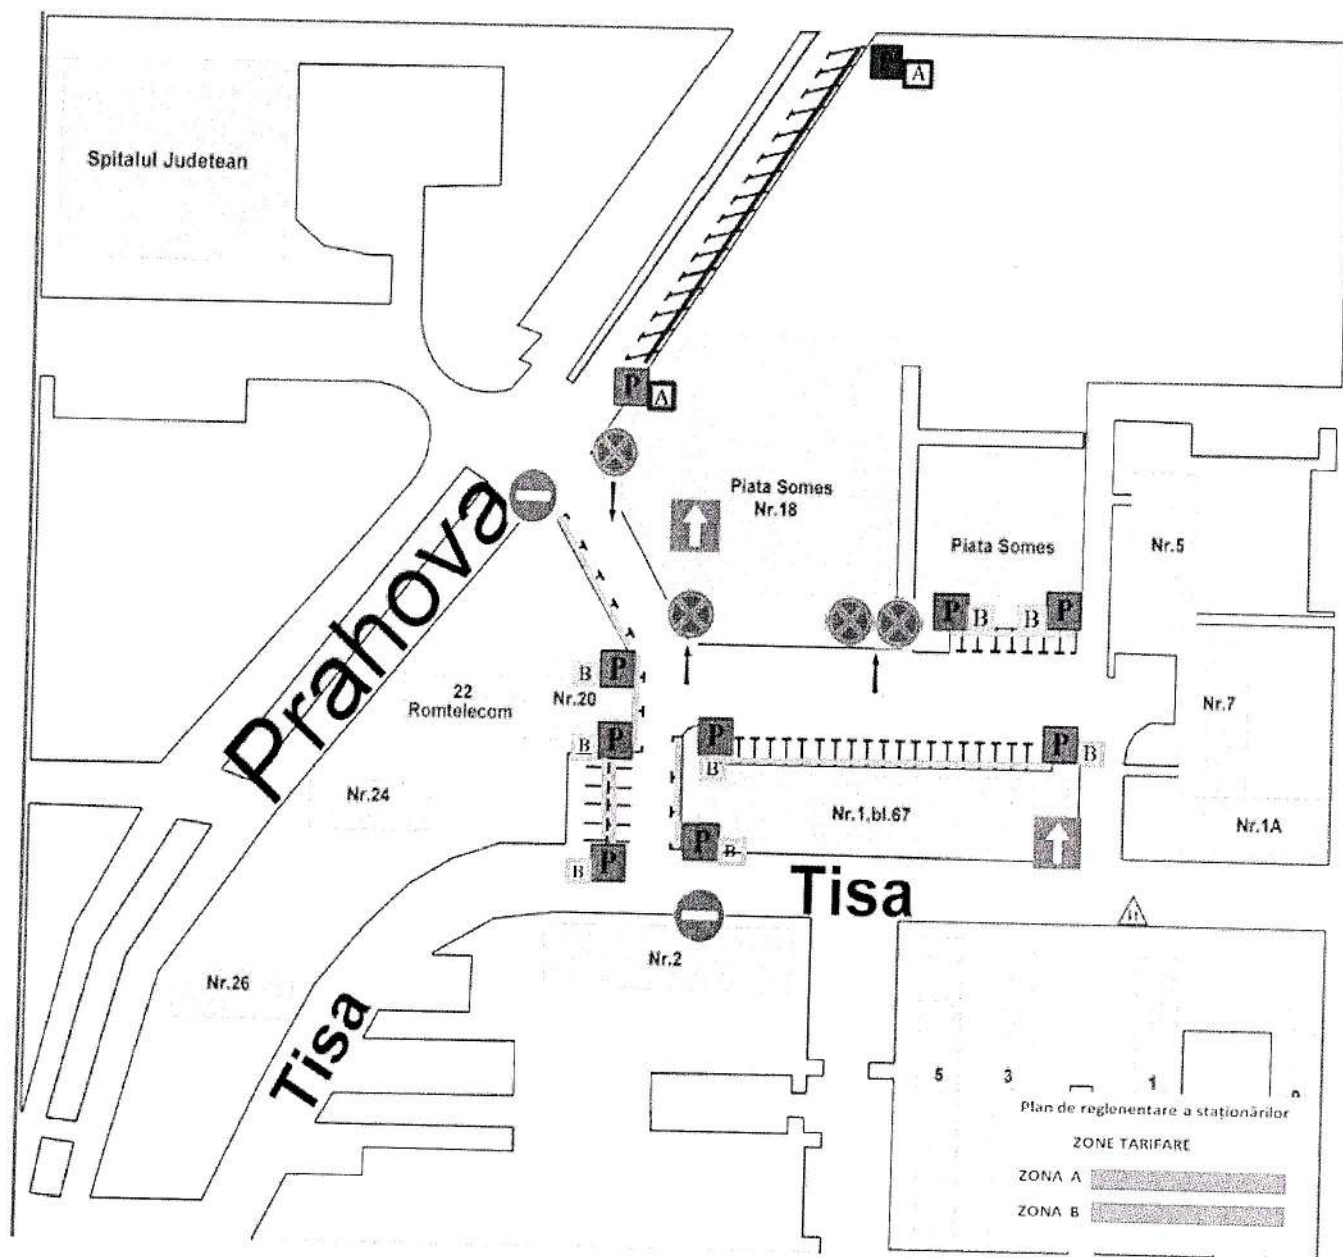 A
Spitalul Judetean
P
A
Prahova
Piata Somes
Nr.18
Piata Somes
Nr.5
P
B
B
P
B
P
22
Romtelecom
Nr.20
Nr.7
B
P
P
B
P
B
Nr.24
Nr.1,bl.67
Nr.1A
P
B
B
P
Tisa
Nr.2
Nr.26
Tisa
5
3
1
Plan de reglenentare a staționărilor
ZONE TARIFARE
ZONA A
ZONA B